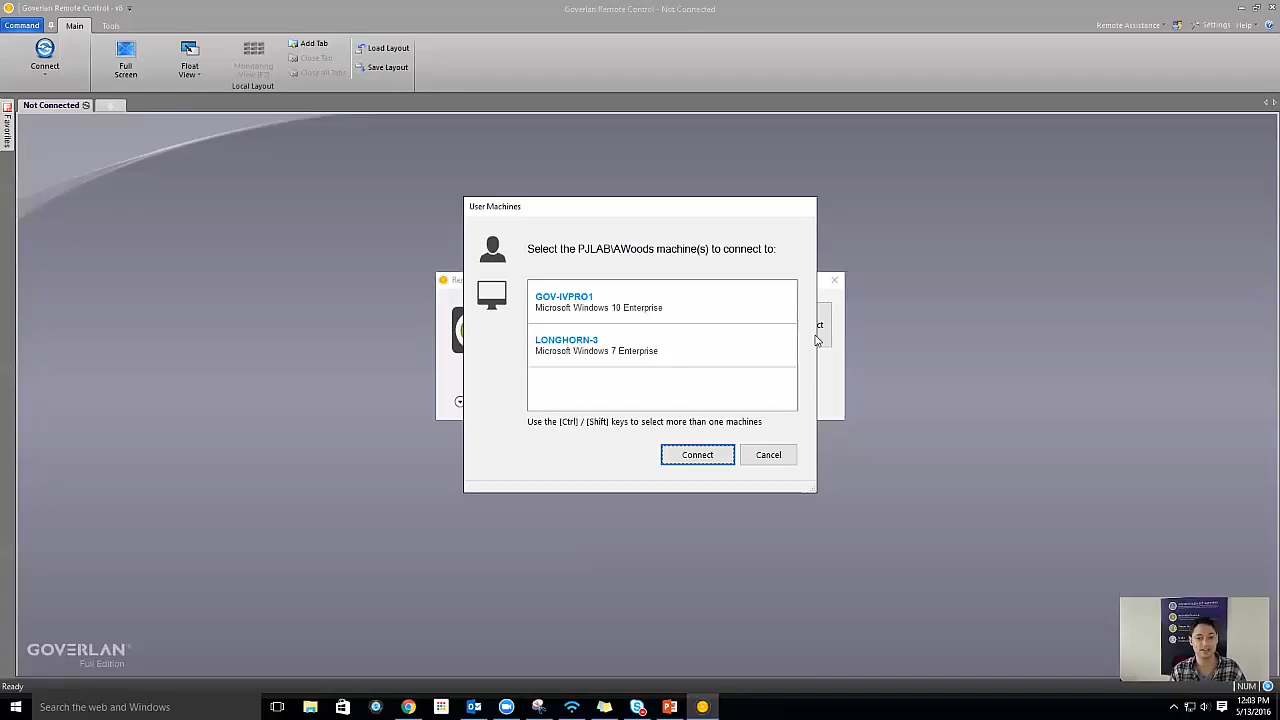 Goverlan Remote Control - v8
Goverlan Remote Control - Not Connected
Command
Main
Tools
Remote Assistance
Settings
Help
Connect
Full
Screen
Float
View
Monitoring
View [F2]
Add Tab
Close Tab
Close all Tabs
Local Layout
Load Layout
Save Layout
Not Connected
Favorites
User Machines
Select the PJLAB\AWoods machine(s) to connect to:
GOV-IVPRO1
Microsoft Windows 10 Enterprise
LONGHORN-3
Microsoft Windows 7 Enterprise
Use the [Ctrl] / [Shift] keys to select more than one machines
Connect
Cancel
GOVERLAN
Full Edition
Ready
NUM
Search the web and Windows
12:03 PM
5/13/2016